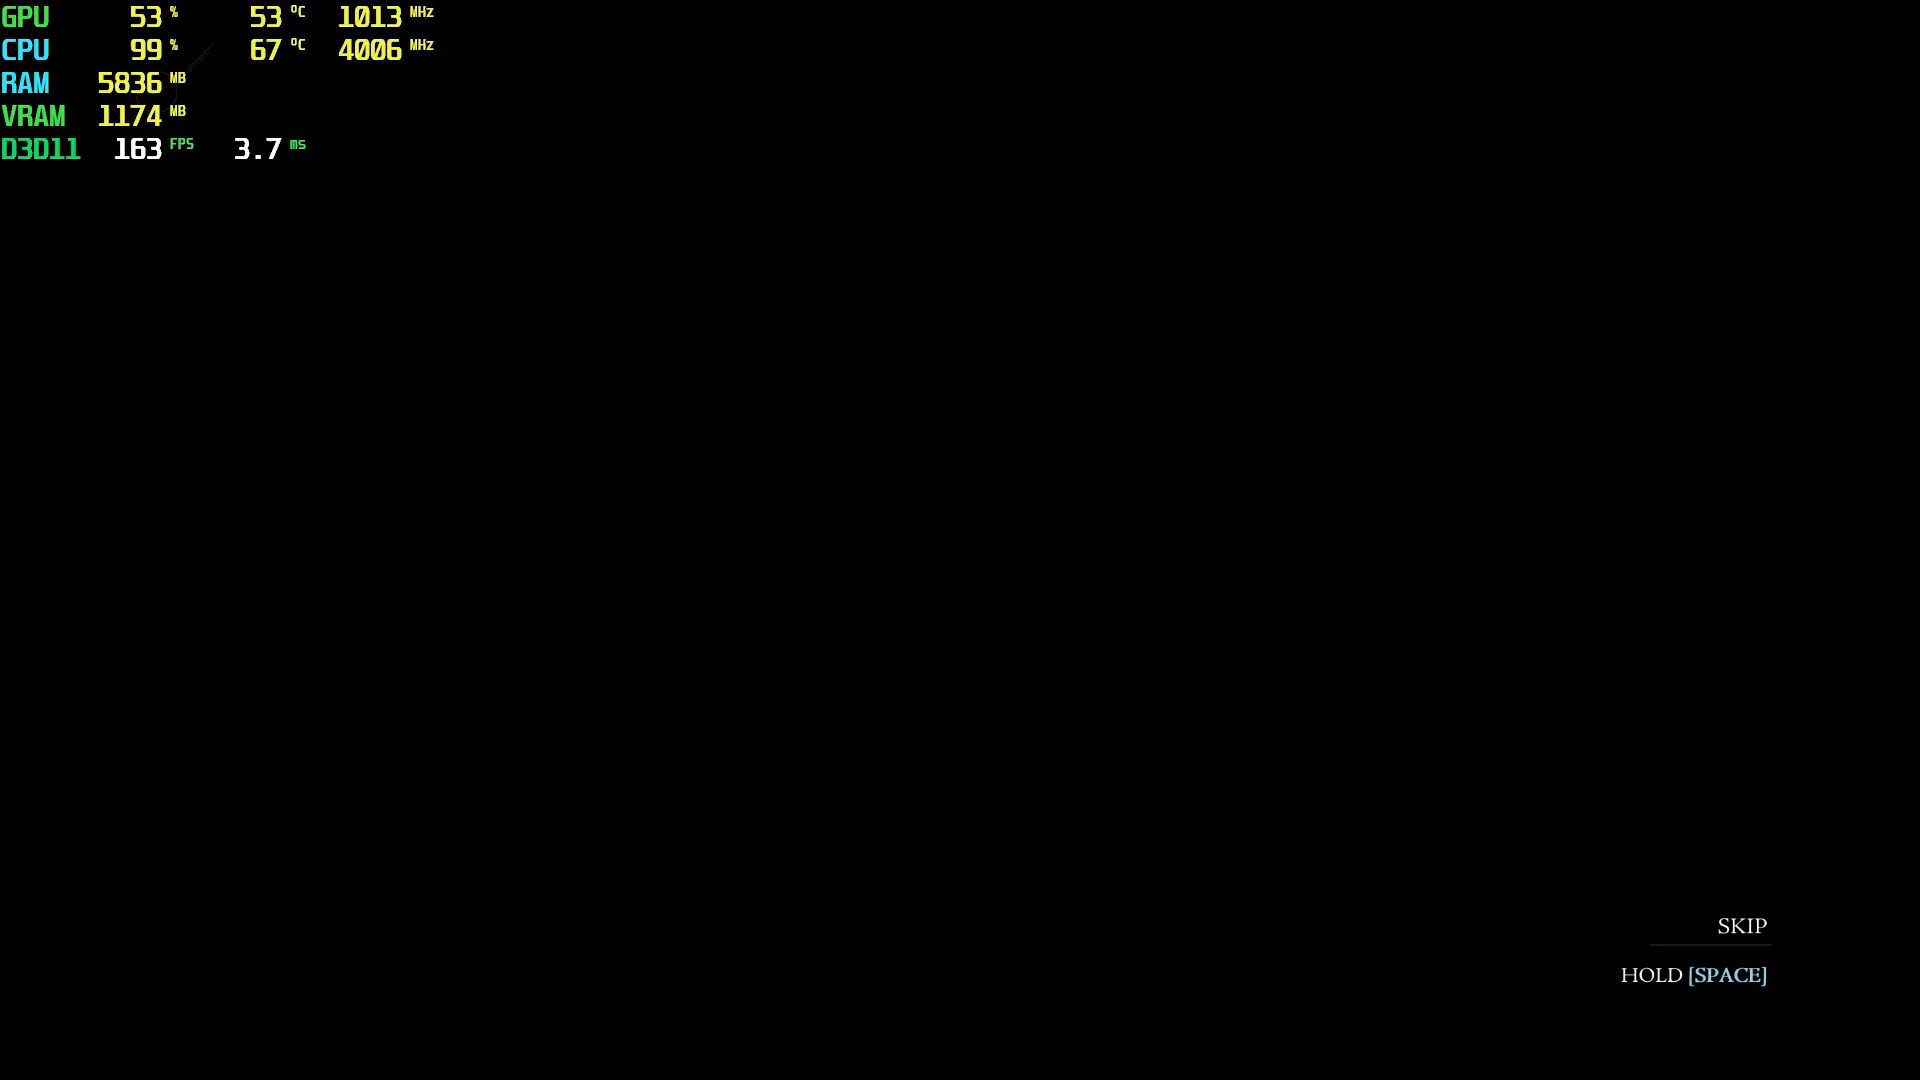 GPU 53 % 53 °C 1013 MHz
CPU 99 % 67 °C 4006 MHz
RAM 5836 MB
VRAM 1174 MB
D3D11 163 FPS 3.7 ms
SKIP
HOLD [SPACE]